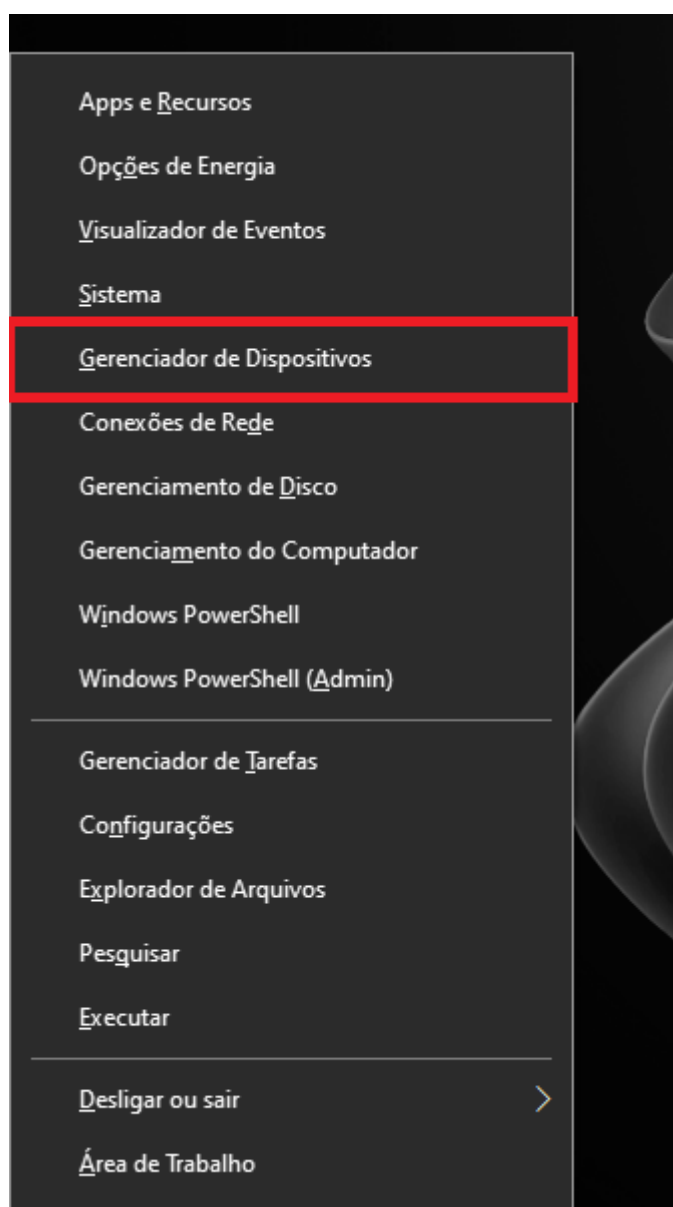 Apps e Recursos
Opções de Energia
Visualizador de Eventos
Sistema
Gerenciador de Dispositivos
Conexões de Rede
Gerenciamento de Disco
Gerenciamento do Computador
Windows PowerShell
Windows PowerShell (Admin)
Gerenciador de Tarefas
Configurações
Explorador de Arquivos
Pesquisar
Executar
Desligar ou sair
Área de Trabalho